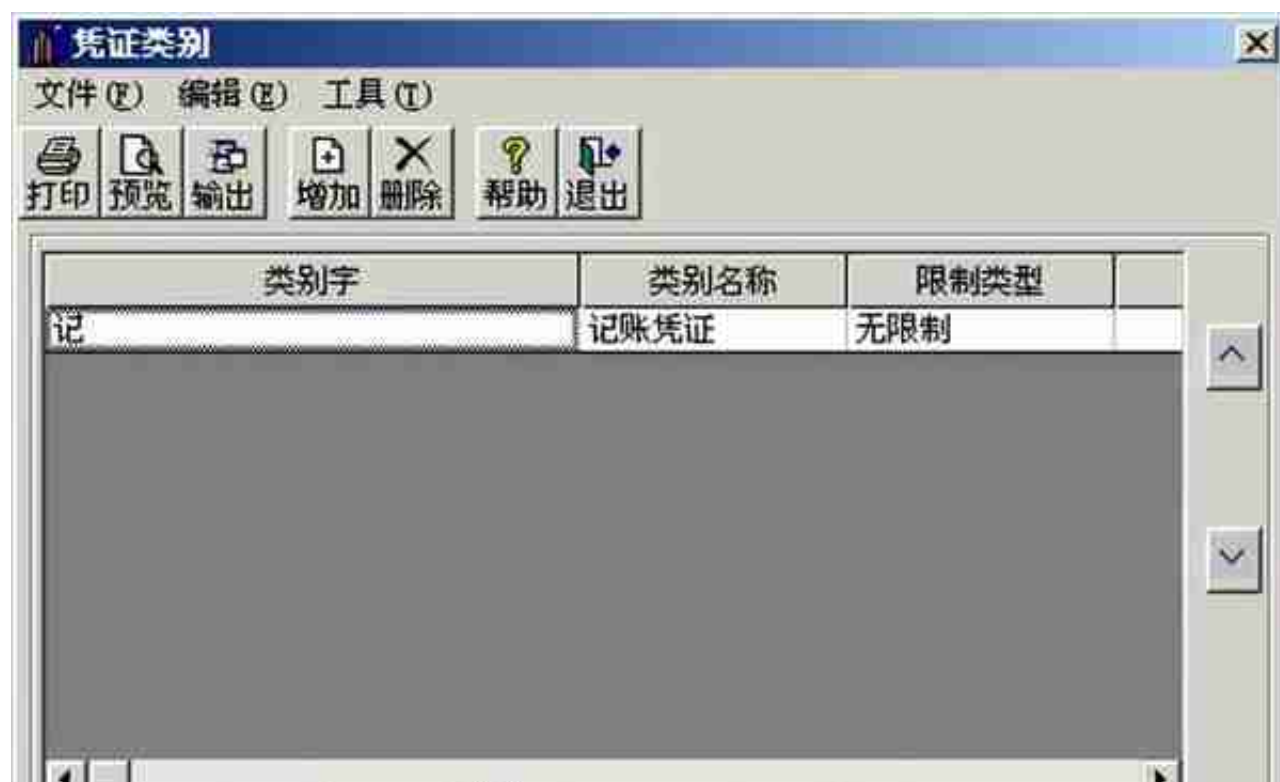 凭证类别
文件(F) 编辑(E) 工具(T)
打印 预览 输出 增加 删除 帮助 退出
类别字 类别名称 限制类型
记 记账凭证 无限制